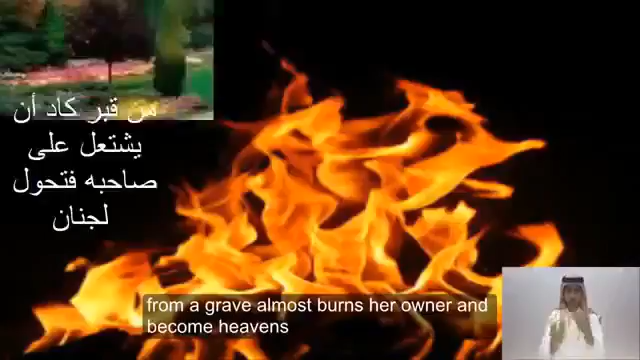 من قبر كاد أن
يشتعل على
صاحبه فتحول
لجنان
from a grave almost burns her owner and
become heavens